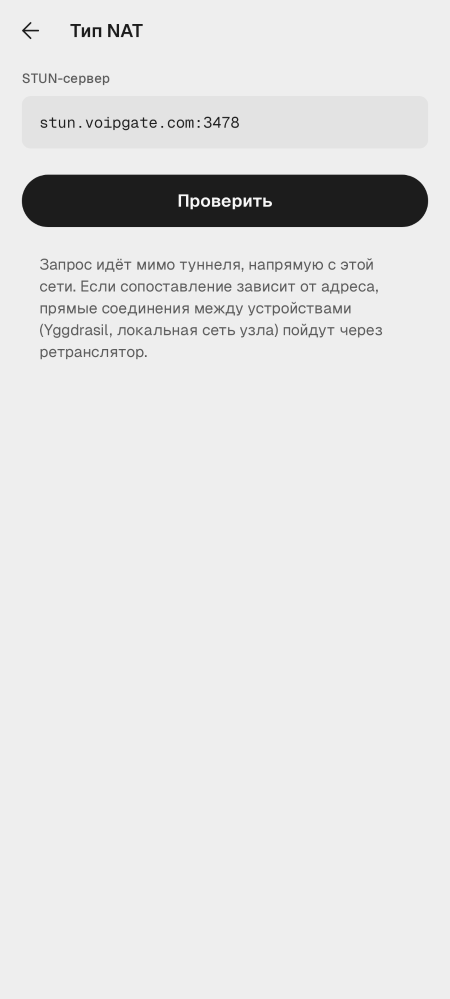 Тип NAT
STUN-сервер
stun.voipgate.com:3478
Проверить
Запрос идёт мимо туннеля, напрямую с этой
сети. Если сопоставление зависит от адреса,
прямые соединения между устройствами
(Yggdrasil, локальная сеть узла) пойдут через
ретранслятор.